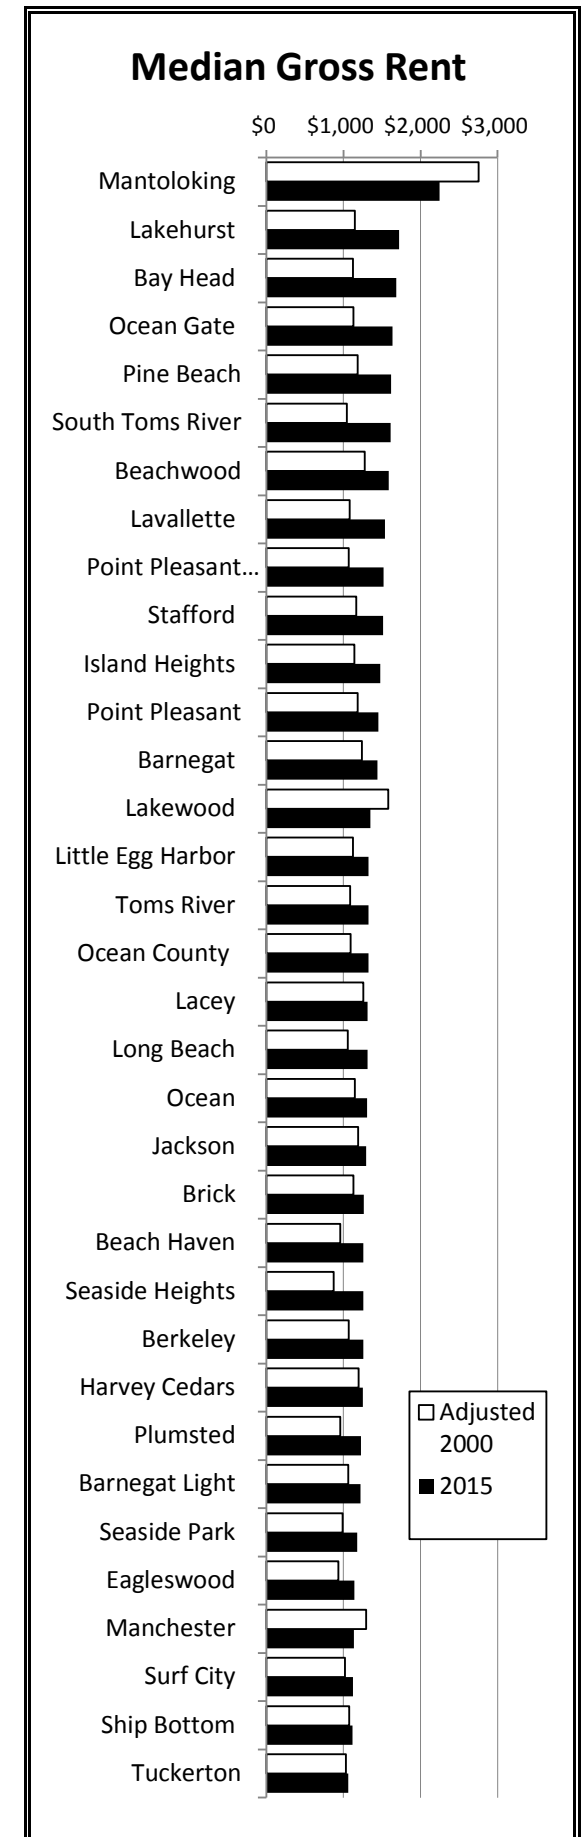 Median Gross Rent
$0 $1,000 $2,000 $3,000
Mantoloking
Lakehurst
Bay Head
Ocean Gate
Pine Beach
South Toms River
Beachwood
Lavallette
Point Pleasant...
Stafford
Island Heights
Point Pleasant
Barnegat
Lakewood
Little Egg Harbor
Toms River
Ocean County
Lacey
Long Beach
Ocean
Jackson
Brick
Beach Haven
Seaside Heights
Berkeley
Harvey Cedars
Plumsted
Barnegat Light
Seaside Park
Eagleswood
Manchester
Surf City
Ship Bottom
Tuckerton
Adjusted
2000
2015